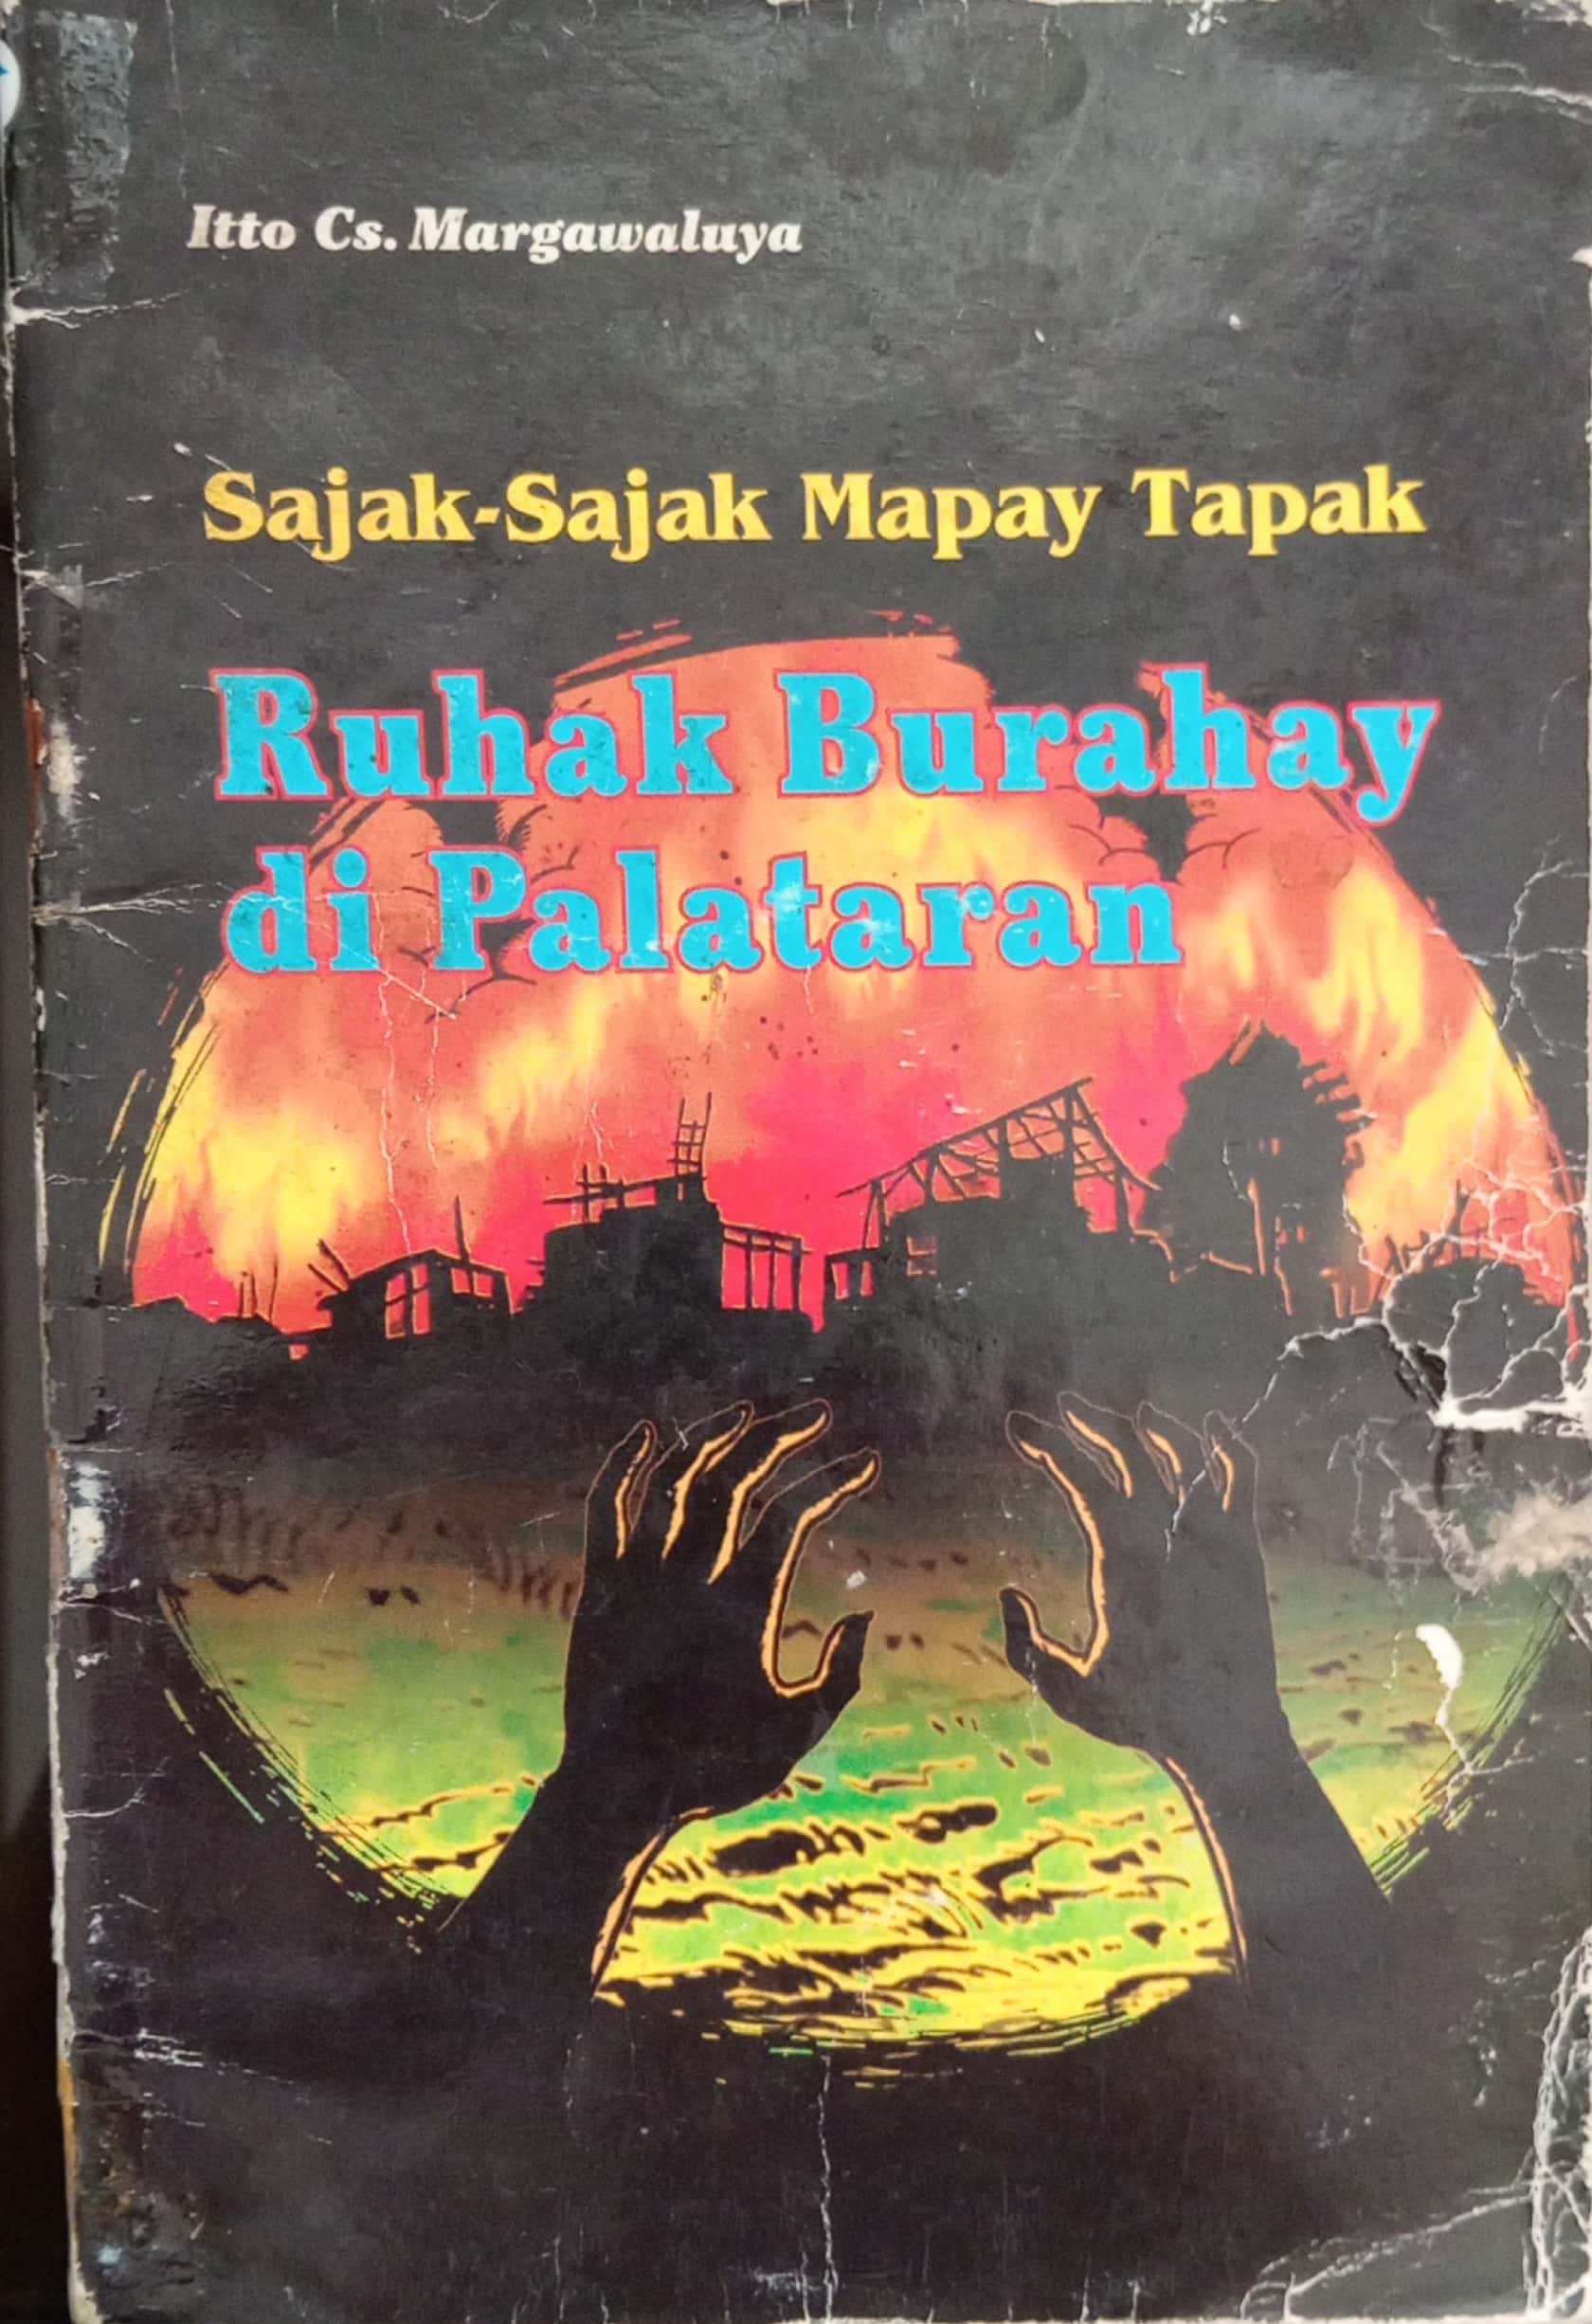 Itto Cs. Margawaluya
Sajak-Sajak Mapay Tapak
Ruhak Burahay
di Palataran